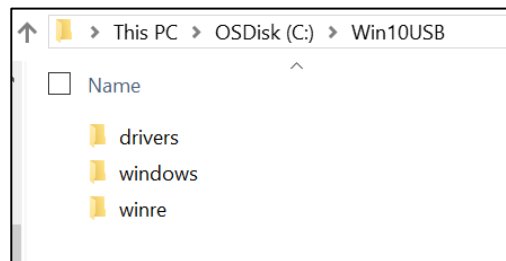 This PC > OSDisk (C:) > Win10USB
Name
drivers
windows
winre